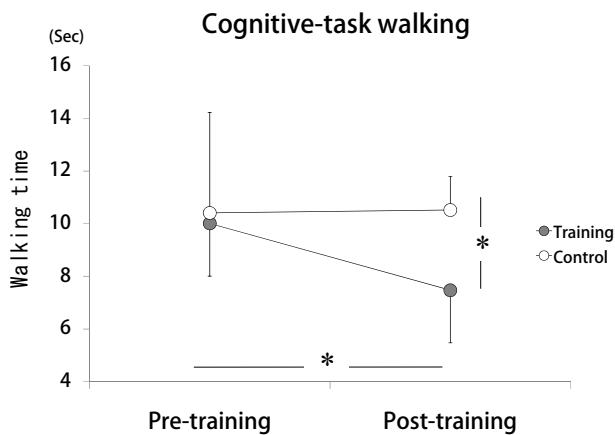 Cognitive-task walking
(Sec)
16
14
12
10
8
6
4
Walking time
*
*
Training
Control
Pre-training
Post-training